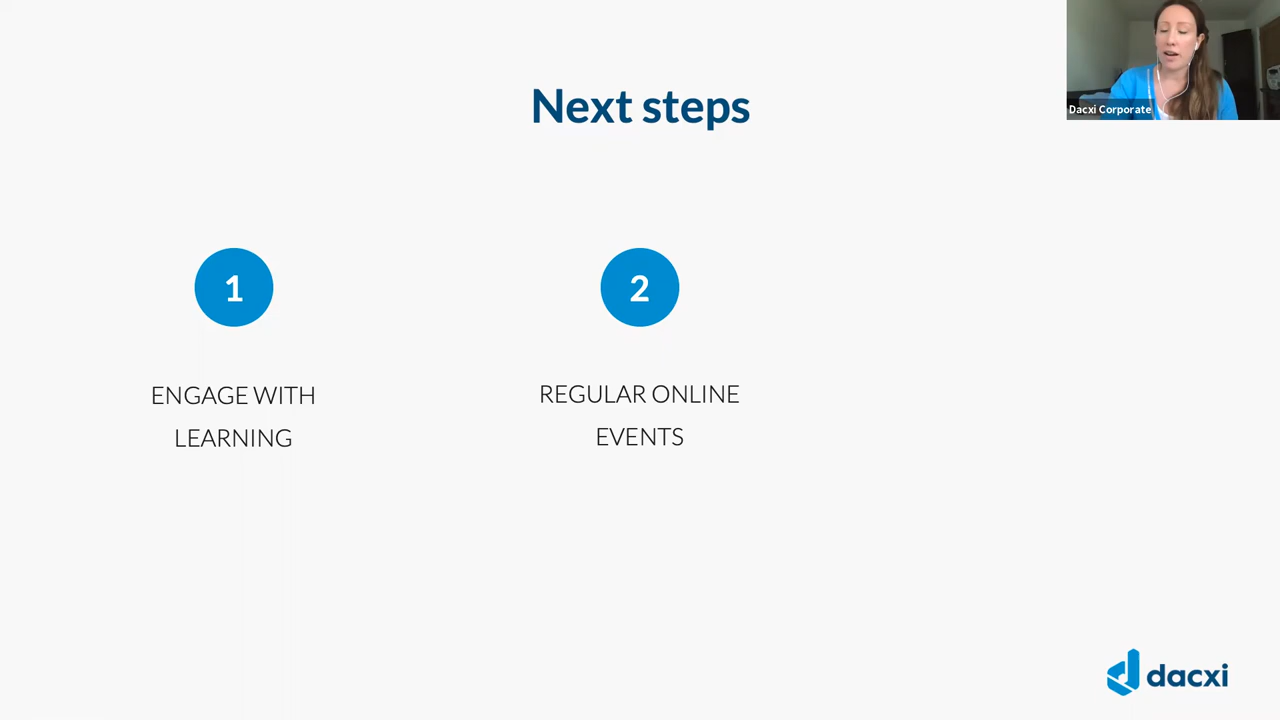 Next steps
Dacxi Corporate
1
2
ENGAGE WITH
LEARNING
REGULAR ONLINE
EVENTS
dacxi